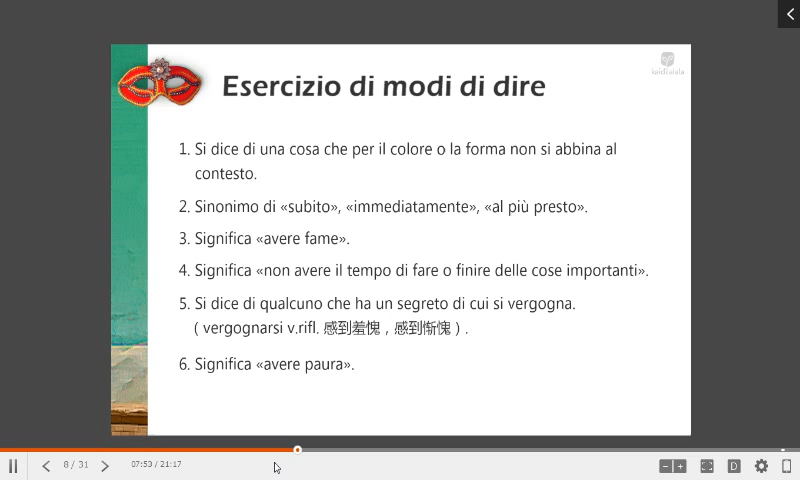 kaidalala
Esercizio di modi di dire
1. Si dice di una cosa che per il colore o la forma non si abbina al
contesto.
2. Sinonimo di «subito», «immediatamente», «al più presto».
3. Significa «avere fame».
4. Significa «non avere il tempo di fare o finire delle cose importanti».
5. Si dice di qualcuno che ha un segreto di cui si vergogna.
( vergognarsi v.rifl. 感到羞愧，感到惭愧 ) .
6. Significa «avere paura».
8 / 31
07:53 / 21:17
D